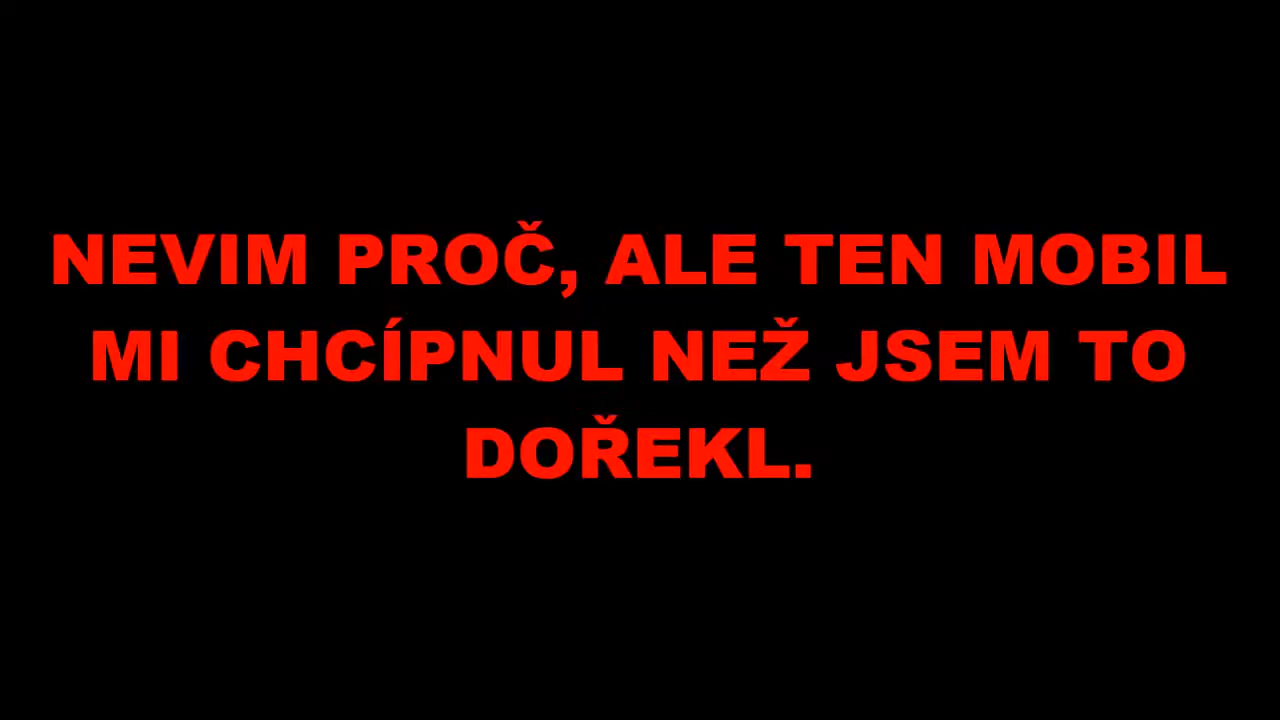 NEVIM PROČ, ALE TEN MOBIL
MI CHCÍPNUL NEŽ JSEM TO
DOŘEKL.